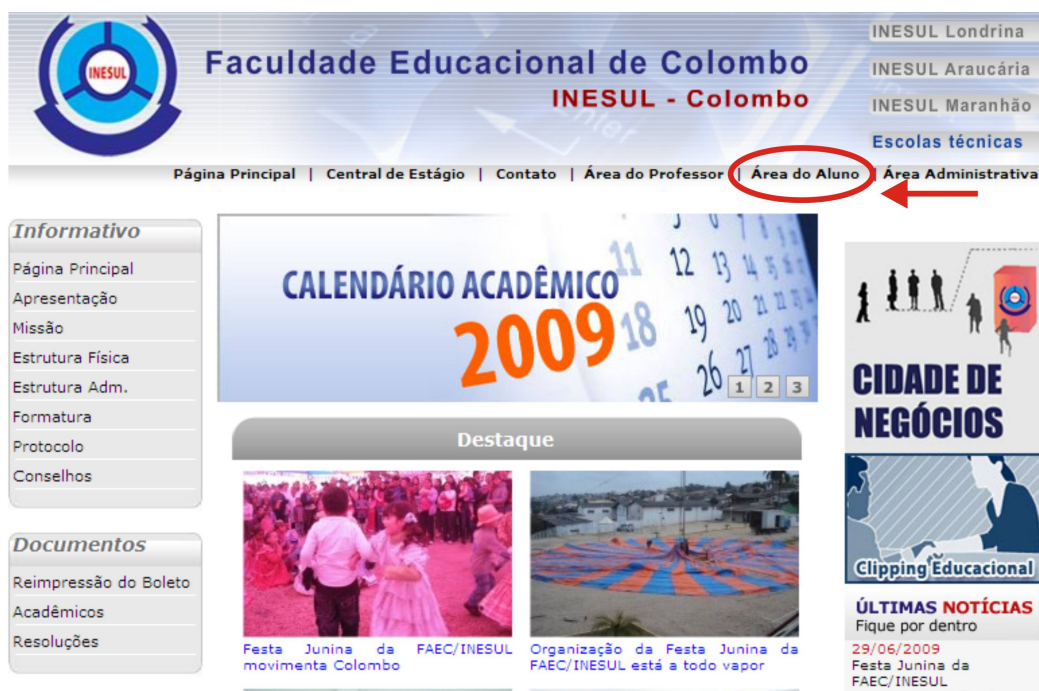 INESUL
Faculdade Educacional de Colombo
INESUL - Colombo
INESUL Londrina
INESUL Araucária
INESUL Maranhão
Escolas técnicas
Página Principal | Central de Estágio | Contato | Área do Professor | Área do Aluno | Área Administrativa
Informativo
Página Principal
Apresentação
Missão
Estrutura Física
Estrutura Adm.
Formatura
Protocolo
Conselhos
Documentos
Reimpressão do Boleto
Acadêmicos
Resoluções
CALENDÁRIO ACADÊMICO
2009
11 12 13 14
18 19 20 21
25 26 27 28
1 2 3
Destaque
Festa Junina da FAEC/INESUL
movimenta Colombo
Organização da Festa Junina da
FAEC/INESUL está a todo vapor
CIDADE DE
NEGÓCIOS
Clipping Educacional
ÚLTIMAS NOTÍCIAS
Fique por dentro
29/06/2009
Festa Junina da
FAEC/INESUL